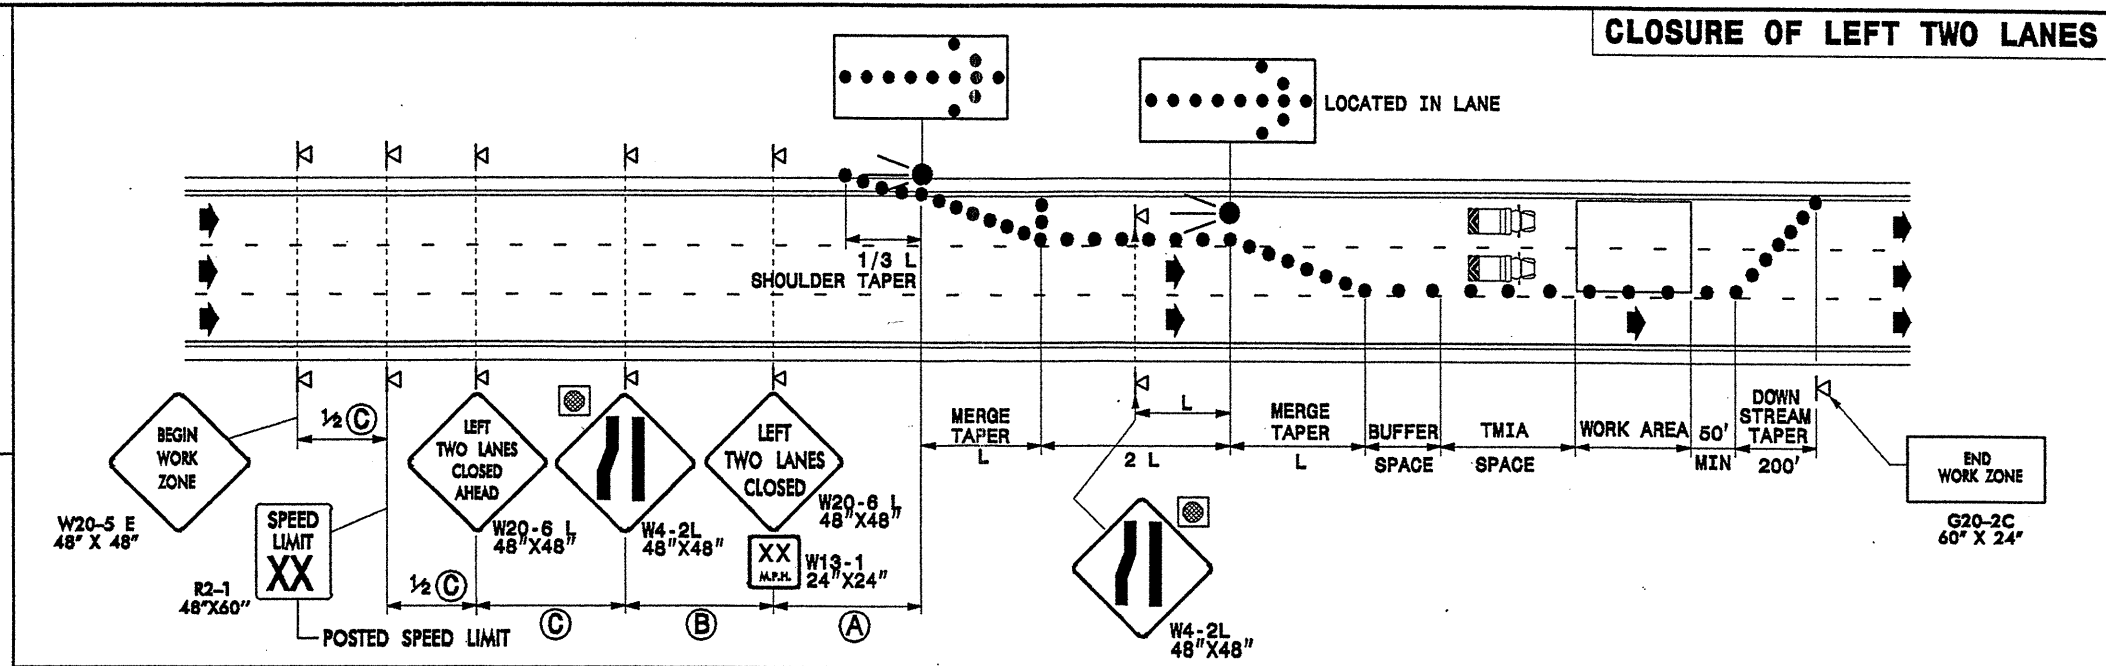 CLOSURE OF LEFT TWO LANES
LOCATED IN LANE
1/3 L
SHOULDER TAPER
BEGIN
WORK
ZONE
W20-5 E
48" X 48"
1/2 C
SPEED
LIMIT
XX
R2-1
48"X60"
POSTED SPEED LIMIT
1/2 C
LEFT
TWO LANES
CLOSED
AHEAD
W20-6 L
48"X48"
C
W4-2L
48"X48"
B
LEFT
TWO LANES
CLOSED
W20-6 L
48"X48"
XX
M.P.H.
W13-1
24"X24"
A
MERGE
TAPER
L
2 L
L
W4-2L
48"X48"
MERGE
TAPER
L
BUFFER
SPACE
TMIA
SPACE
WORK AREA
50'
MIN
DOWN
STREAM
TAPER
200'
END
WORK ZONE
G20-2C
60" X 24"